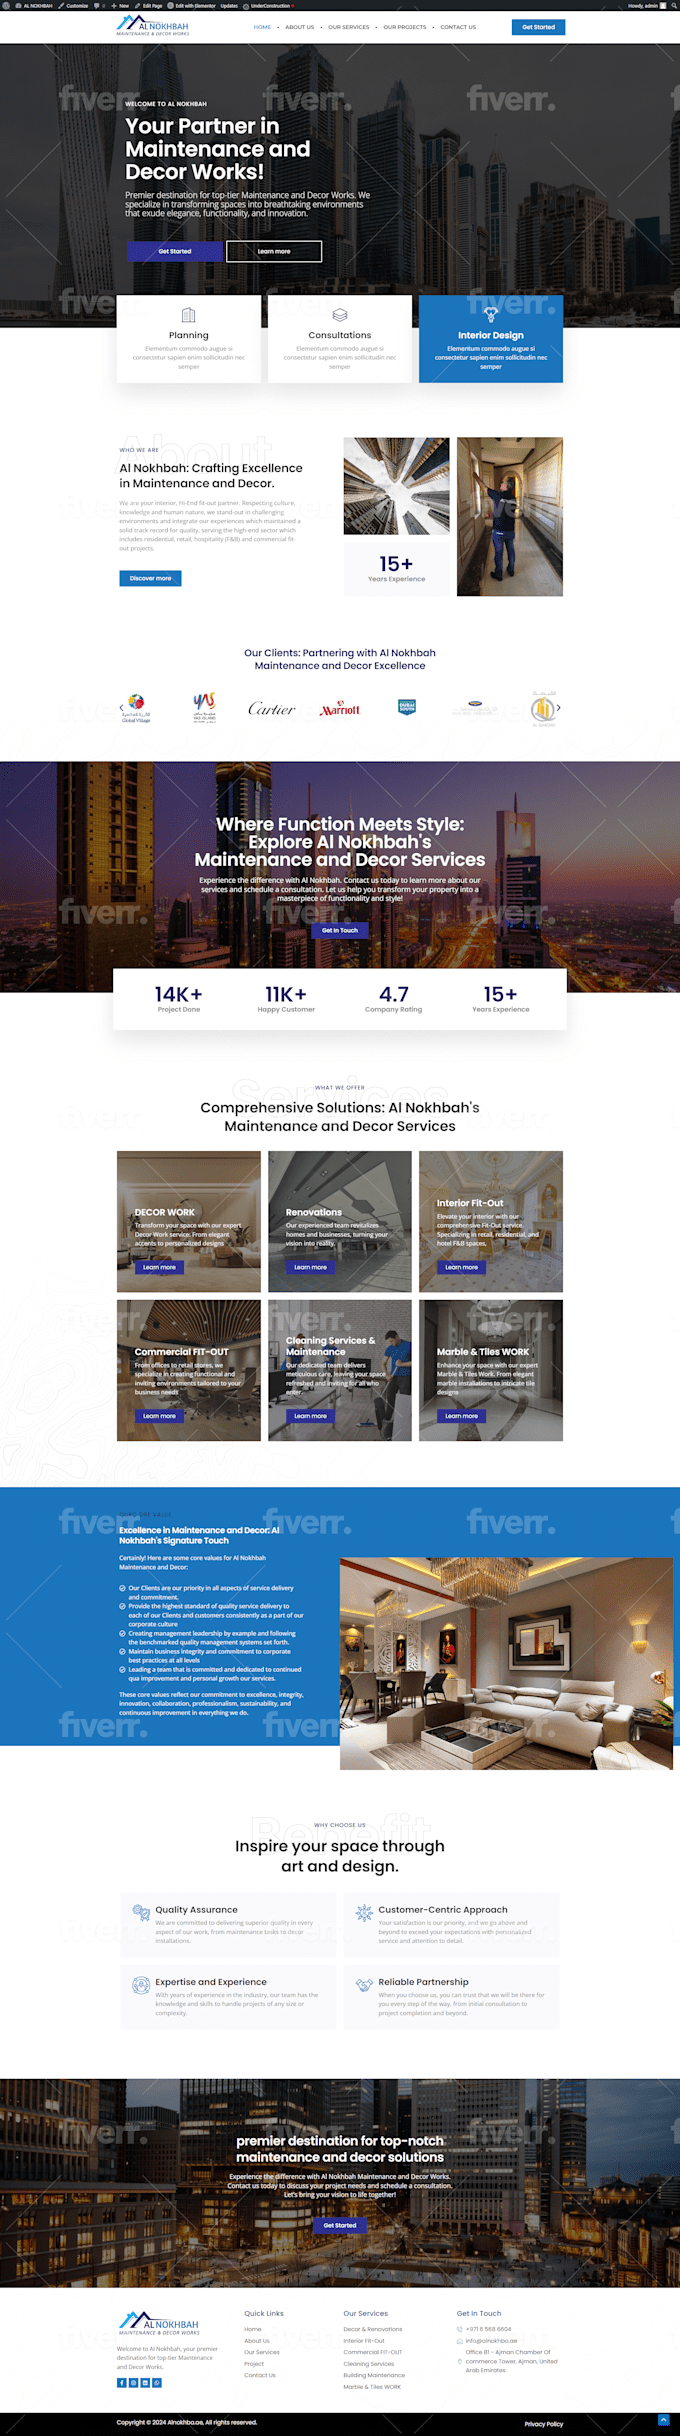 AL NOKHBAH Customize 0 New Edit Page Edit with Elementor Updates UnderConstruction Howdy, admin
AL NOKHBAH
MAINTENANCE & DECOR WORKS
HOME ABOUT US OUR SERVICES OUR PROJECTS CONTACT US
Get Started
fiverr. fiverr. fiverr.
WELCOME TO AL NOKHBAH
Your Partner in
Maintenance and
Decor Works!
Premier destination for top-tier Maintenance and Decor Works. We
specialize in transforming spaces into breathtaking environments
that exude elegance, functionality, and innovation.
Get Started Learn more
fiverr. fiverr. fiverr.
Planning
Elementum commodo augue si
consectetur sapien enim sollicitudin nec
semper
Consultations
Elementum commodo augue si
consectetur sapien enim sollicitudin nec
semper
Interior Design
Elementum commodo augue si
consectetur sapien enim sollicitudin nec
semper
About
WHO WE ARE
Al Nokhbah: Crafting Excellence
in Maintenance and Decor.
We are your interior, Hi-End fit-out partner. Respecting culture,
knowledge and human nature, we stand-out in challenging
environments and integrate our experiences which maintained a
solid track record for quality, serving the high-end sector which
includes residential, retail, hospitality (F&B) and commercial fit-
out projects.
Discover more
15+
Years Experience
Our Clients: Partnering with Al Nokhbah
Maintenance and Decor Excellence
Global Village
YAS ISLAND
Cartier
Marriott
DUBAI
SOUTH
Where Function Meets Style:
Explore Al Nokhbah's
Maintenance and Decor Services
Experience the difference with Al Nokhbah. Contact us today to learn more about our
services and schedule a consultation. Let us help you transform your property into a
masterpiece of functionality and style!
fiverr. fiverr. fiverr.
Get In Touch
14K+
Project Done
11K+
Happy Customer
4.7
Company Rating
15+
Years Experience
Services
WHAT WE OFFER
Comprehensive Solutions: Al Nokhbah's
Maintenance and Decor Services
DECOR WORK
Transform your space with our expert
Decor Work service. From elegant
accents to personalized designs
Learn more
Renovations
Our experienced team revitalizes
homes and businesses, turning your
vision into reality.
Learn more
Interior Fit-Out
Elevate your interior with our
comprehensive Fit-Out service.
Specializing in retail, residential, and
hotel F&B spaces,
Learn more
fiverr. fiverr. fiverr.
Commercial FIT-OUT
From offices to retail stores, we
specialize in creating functional and
inviting environments tailored to your
business needs
Learn more
Cleaning Services &
Maintenance
Our dedicated team delivers
meticulous care, leaving your space
refreshed and inviting for all who
enter.
Learn more
Marble & Tiles WORK
Enhance your space with our expert
Marble & Tiles Work. From elegant
marble installations to intricate tile
designs
Learn more
OUR CORE VALUE
fiverr. fiverr. fiverr.
Excellence in Maintenance and Decor: Al
Nokhbah's Signature Touch
Certainly! Here are some core values for Al Nokhbah
Maintenance and Decor:
Our Clients are our priority in all aspects of service delivery
and commitment,
Provide the highest standard of quality service delivery to
each of our Clients and customers consistently as a part of our
corporate culture
Creating management leadership by example and following
the benchmarked quality management systems set forth.
Maintain business integrity and commitment to corporate
best practices at all levels
Leading a team that is committed and dedicated to continued
qua improvement and personal growth our services.
These core values reflect our commitment to excellence, integrity,
innovation, collaboration, professionalism, sustainability, and
continuous improvement in everything we do.
fiverr. fiverr. fiverr.
Benefit
WHY CHOOSE US
Inspire your space through
art and design.
Quality Assurance
We are committed to delivering superior quality in every
aspect of our work, from maintenance tasks to decor
installations.
Customer-Centric Approach
Your satisfaction is our priority, and we go above and
beyond to exceed your expectations with personalized
service and attention to detail.
Expertise and Experience
With years of experience in the industry, our team has the
knowledge and skills to handle projects of any size or
complexity.
Reliable Partnership
When you choose us, you can trust that we will be there for
you every step of the way, from initial consultation to
project completion and beyond.
fiverr. fiverr. fiverr.
premier destination for top-notch
maintenance and decor solutions
Experience the difference with Al Nokhbah Maintenance and Decor Works.
Contact us today to discuss your project needs and schedule a consultation,
Let's bring your vision to life together!
Get Started
AL NOKHBAH
MAINTENANCE & DECOR WORKS
Welcome to Al Nokhbah, your premier
destination for top-tier Maintenance
and Decor Works.
Quick Links
Home
About Us
Our Services
Project
Contact Us
Our Services
Decor & Renovations
Interior Fit-Out
Commercial FIT-OUT
Cleaning Services
Building Maintenance
Marble & Tiles WORK
Get In Touch
+971 6 568 6604
info@alnokhba.ae
Office 81 - Ajman Chamber Of
commerce Tower, Ajman, United
Arab Emirates
Copyright © 2024 Alnokhba.ae, All rights reserved.
Privacy Policy